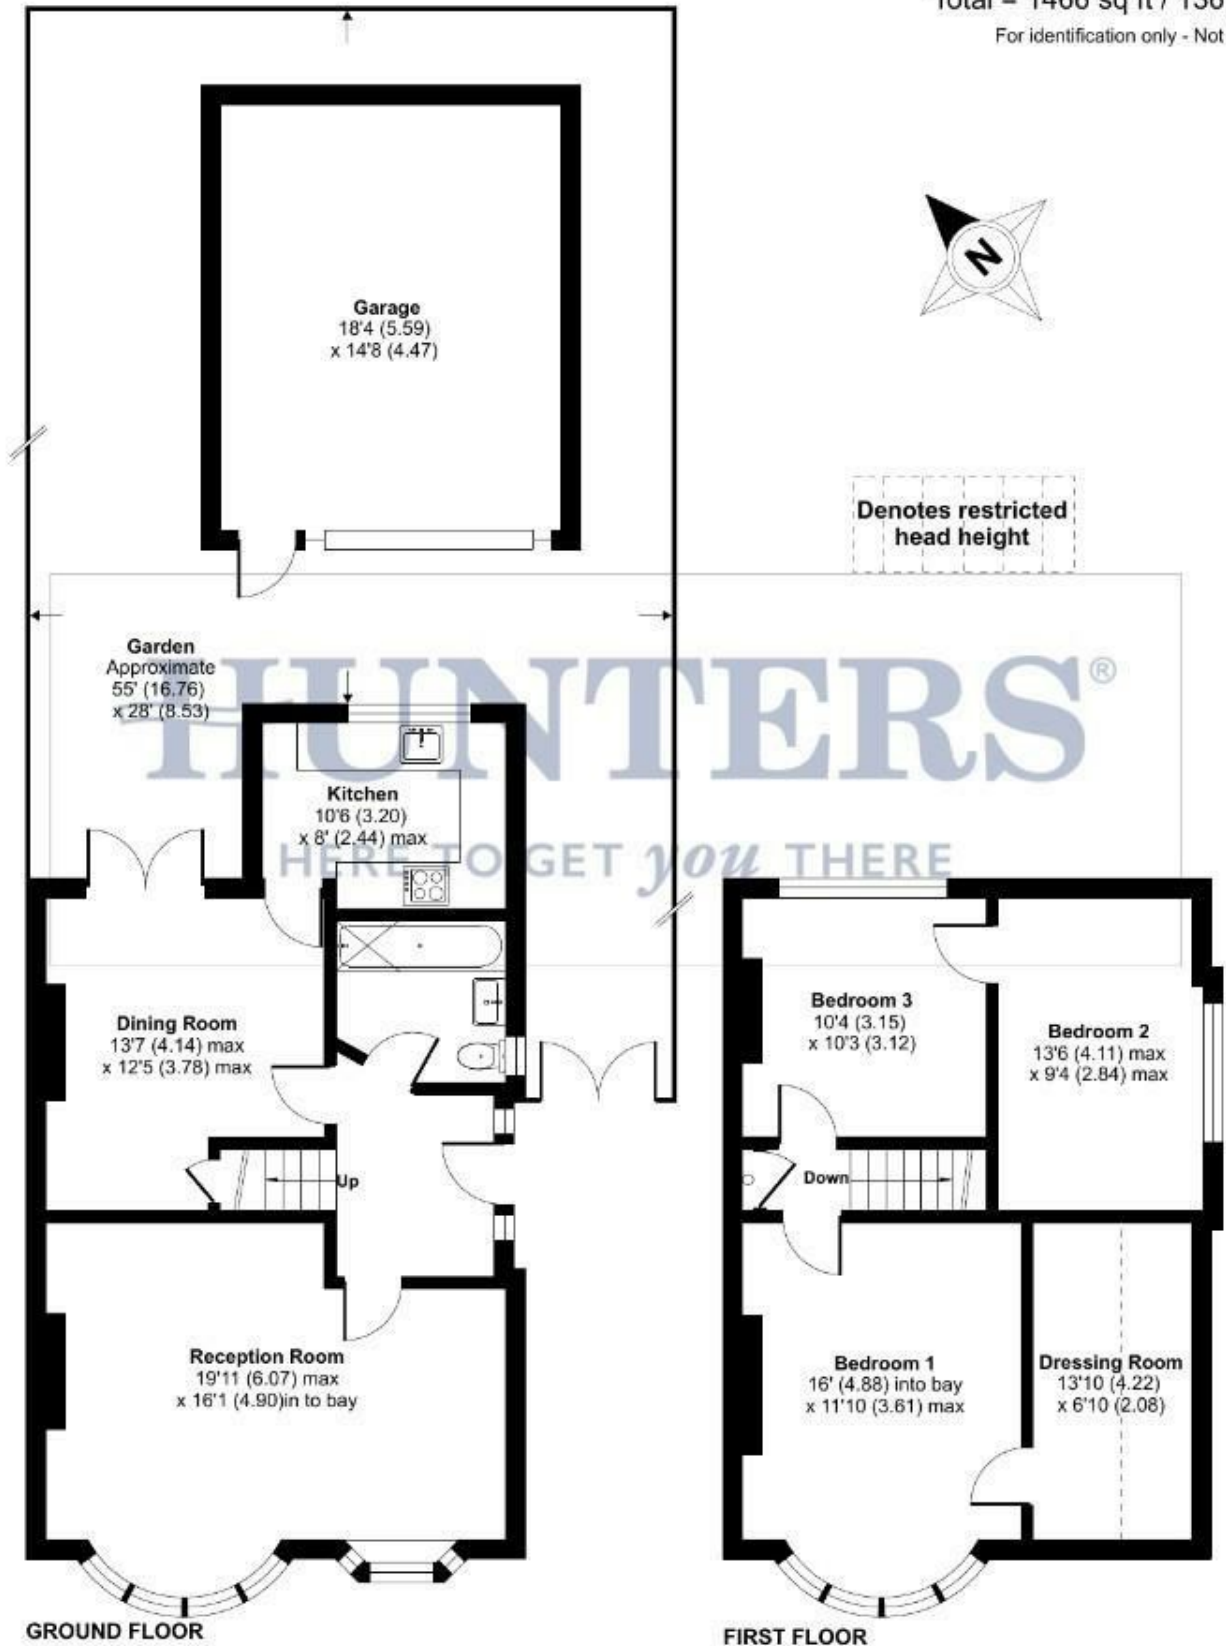 For identification only - Not
N
Garage
18'4 (5.59)
x 14'8 (4.47)
Denotes restricted
head height
Garden
Approximate
55' (16.76)
x 28' (8.53)
HUNTERS®
HERE TO GET you THERE
Kitchen
10'6 (3.20)
x 8' (2.44) max
Dining Room
13'7 (4.14) max
x 12'5 (3.78) max
Up
Reception Room
19'11 (6.07) max
x 16'1 (4.90)in to bay
GROUND FLOOR
Bedroom 3
10'4 (3.15)
x 10'3 (3.12)
Bedroom 2
13'6 (4.11) max
x 9'4 (2.84) max
Down
Bedroom 1
16' (4.88) into bay
x 11'10 (3.61) max
Dressing Room
13'10 (4.22)
x 6'10 (2.08)
FIRST FLOOR